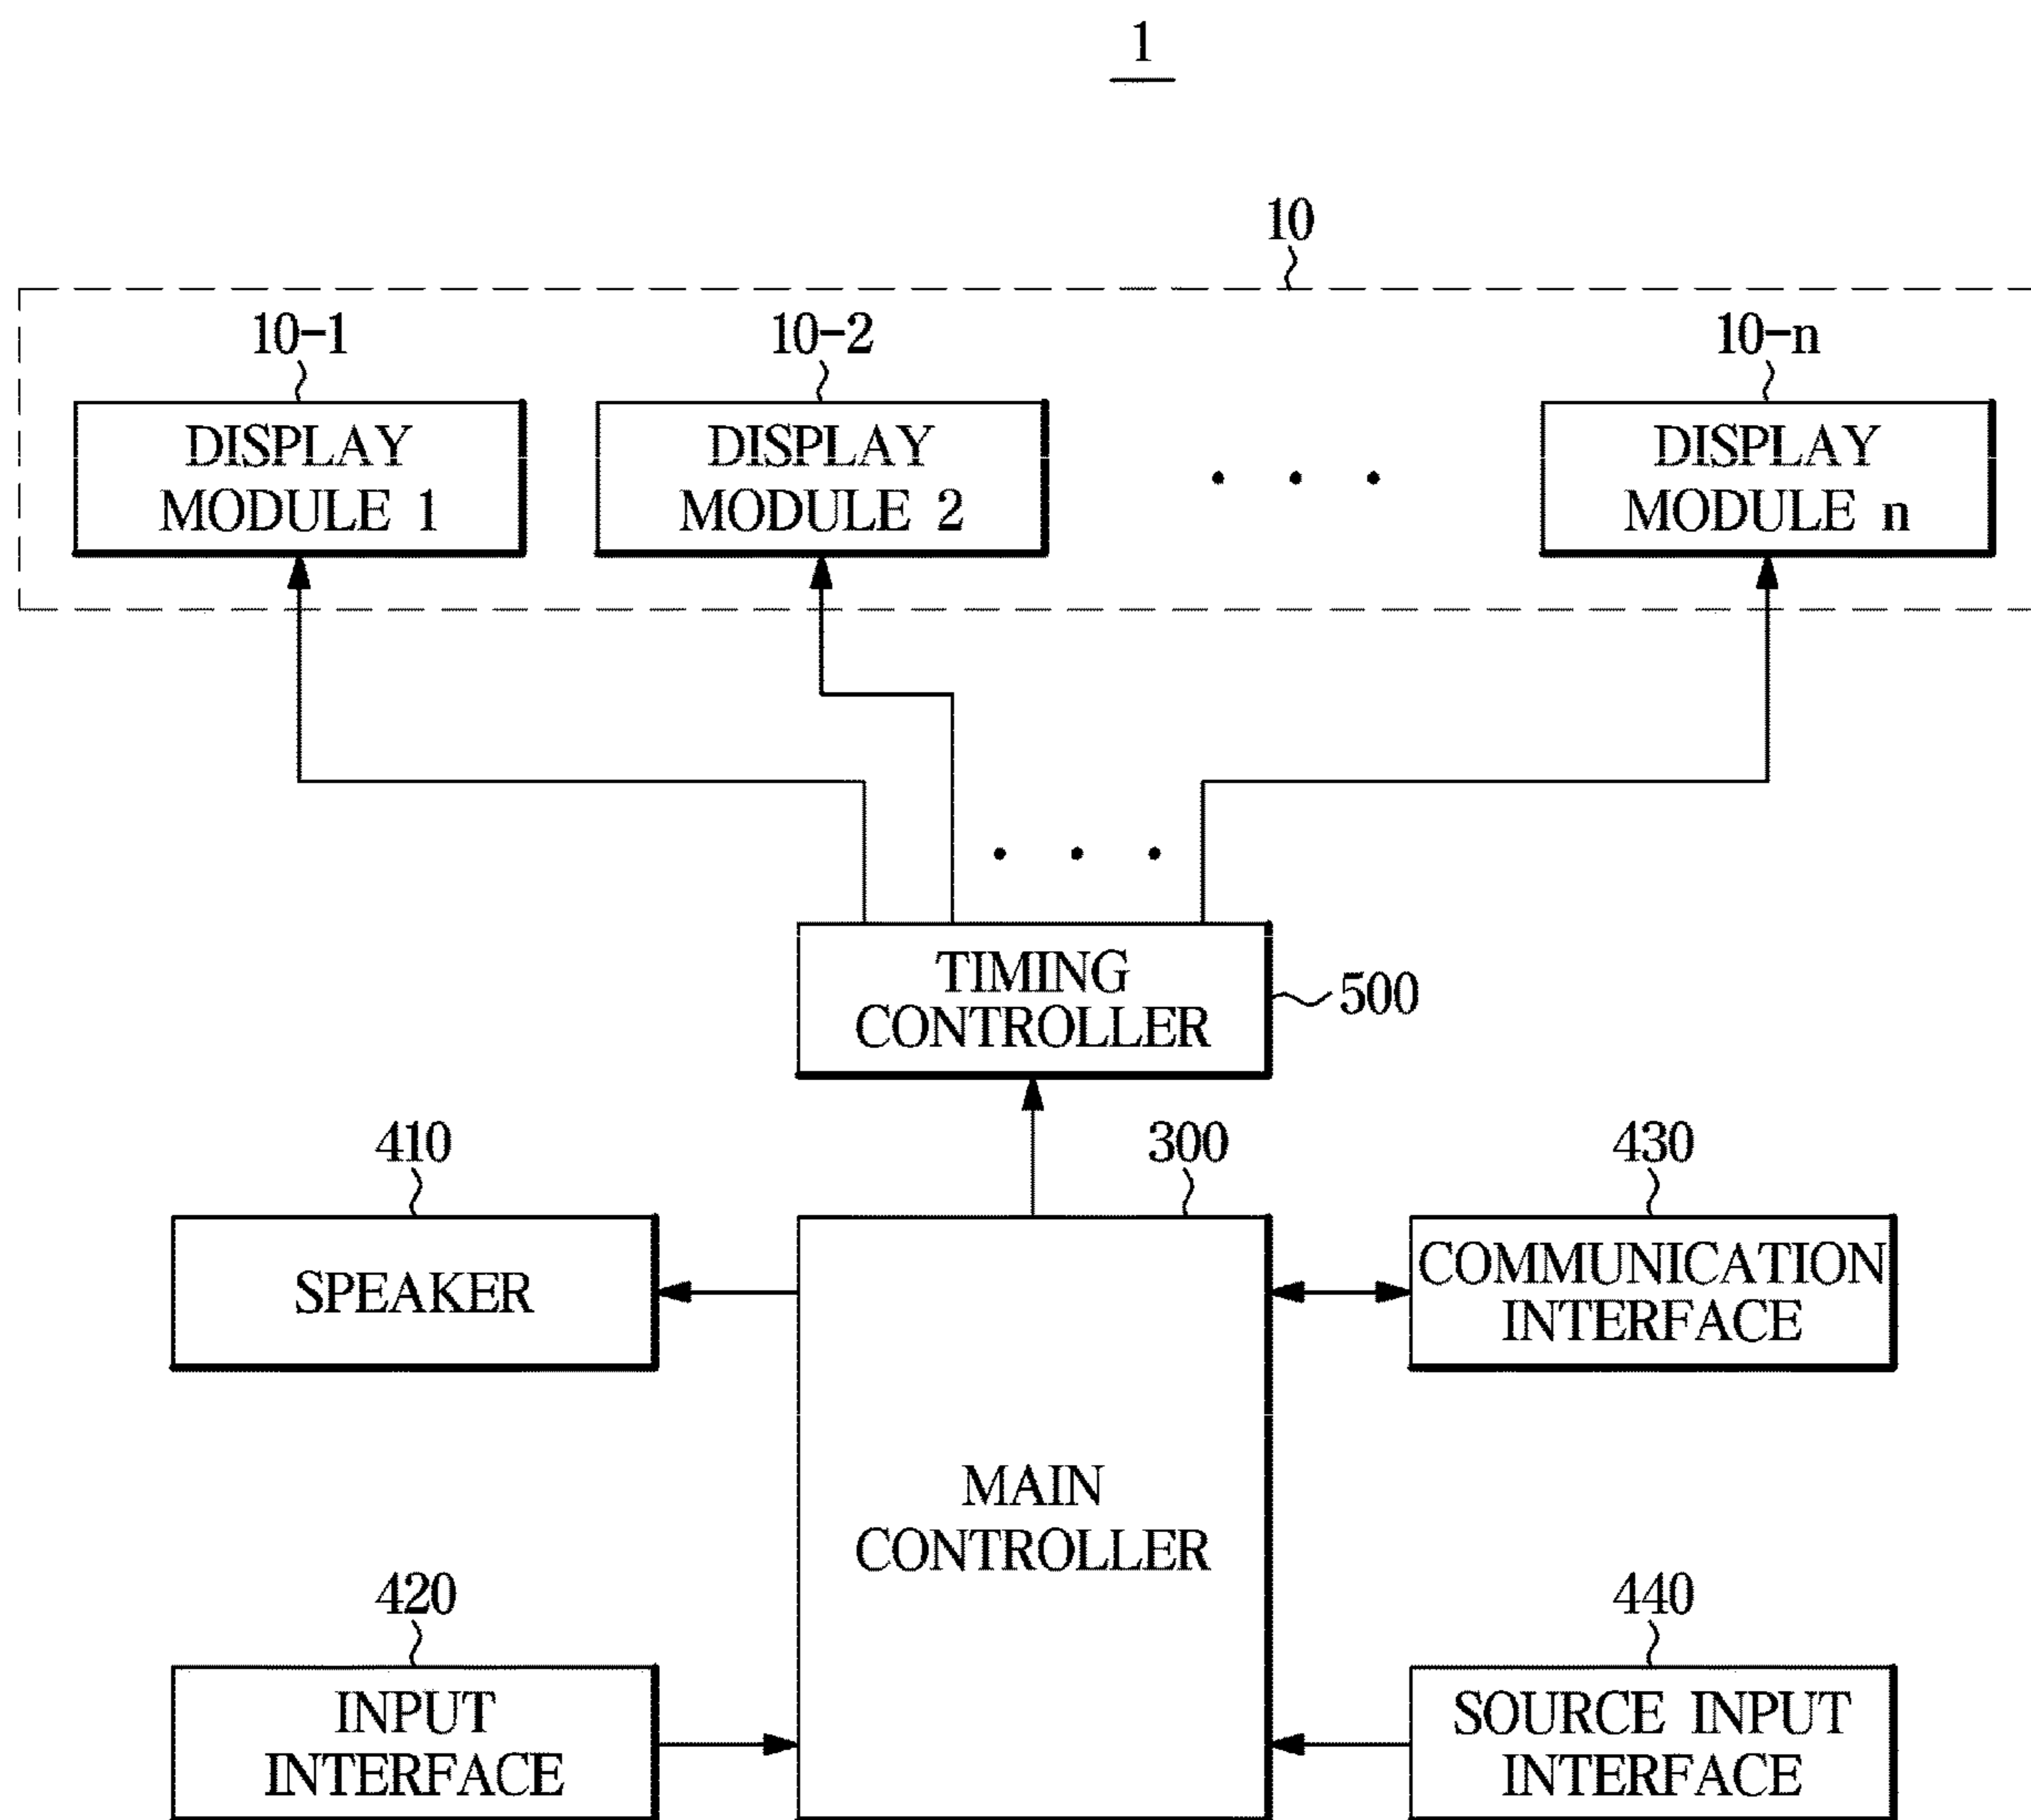 1
10
10-1
10-2
10-n
DISPLAY
MODULE 1
DISPLAY
MODULE 2
. . .
DISPLAY
MODULE n
. . .
TIMING
CONTROLLER
500
410
300
430
SPEAKER
COMMUNICATION
INTERFACE
MAIN
CONTROLLER
420
440
INPUT
INTERFACE
SOURCE INPUT
INTERFACE